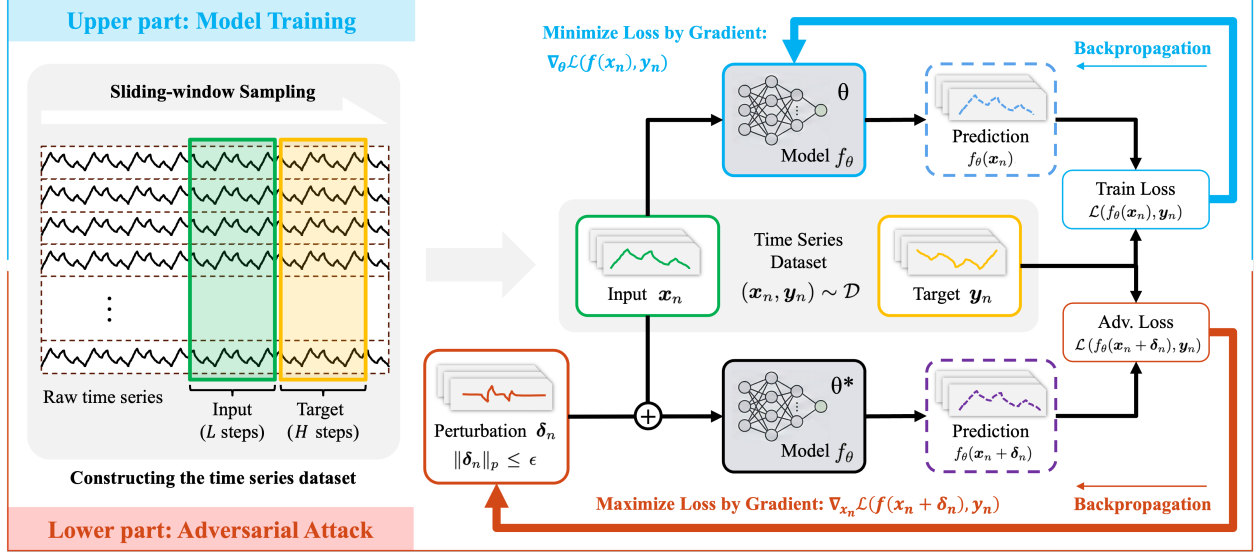 Upper part: Model Training
Sliding-window Sampling
Raw time series
Input
(L steps)
Target
(H steps)
Constructing the time series dataset
Lower part: Adversarial Attack
Minimize Loss by Gradient:
∇θℒ(f(xₙ), yₙ)
Backpropagation
θ
Model fθ
Prediction
fθ(xₙ)
Train Loss
ℒ(fθ(xₙ), yₙ)
Input xₙ
Time Series
Dataset
(xₙ, yₙ) ∼ 𝒟
Target yₙ
Adv. Loss
ℒ(fθ(xₙ + δₙ), yₙ)
Perturbation δₙ
‖δₙ‖ₚ ≤ ϵ
θ*
Model fθ
Prediction
fθ(xₙ + δₙ)
Maximize Loss by Gradient: ∇xₙℒ(f(xₙ + δₙ), yₙ)
Backpropagation